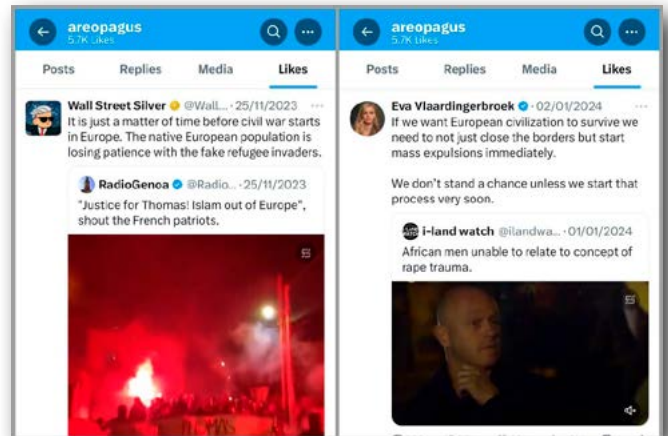 areopagus
5.7K Likes
Posts Replies Media Likes
Wall Street Silver @Wall... · 25/11/2023
It is just a matter of time before civil war starts
in Europe. The native European population is
losing patience with the fake refugee invaders.
RadioGenoa @Radio... · 25/11/2023
"Justice for Thomas! Islam out of Europe",
shout the French patriots.
areopagus
5.7K Likes
Posts Replies Media Likes
Eva Vlaardingerbroek · 02/01/2024
If we want European civilization to survive we
need to not just close the borders but start
mass expulsions immediately.
We don't stand a chance unless we start that
process very soon.
i-land watch @ilandwa... · 01/01/2024
African men unable to relate to concept of
rape trauma.